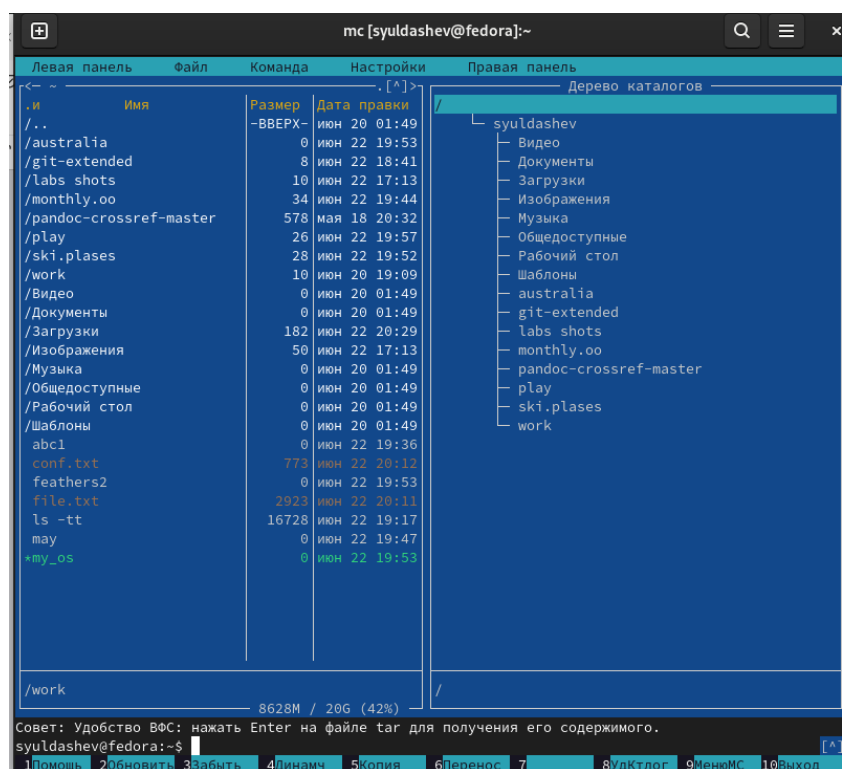 mc [syuldashev@fedora]:~
Левая панель Файл Команда Настройки Правая панель
<— ~ .[^]>
.и Имя Размер Дата правки
/.. -ВВЕРХ- июн 20 01:49
/australia 0 июн 22 19:53
/git-extended 8 июн 22 18:41
/labs shots 10 июн 22 17:13
/monthly.oo 34 июн 22 19:44
/pandoc-crossref-master 578 мая 18 20:32
/play 26 июн 22 19:57
/ski.plases 28 июн 22 19:52
/work 10 июн 20 19:09
/Видео 0 июн 20 01:49
/Документы 0 июн 20 01:49
/Загрузки 182 июн 22 20:29
/Изображения 50 июн 22 17:13
/Музыка 0 июн 20 01:49
/Общедоступные 0 июн 20 01:49
/Рабочий стол 0 июн 20 01:49
/Шаблоны 0 июн 20 01:49
abc1 0 июн 22 19:36
conf.txt 773 июн 22 20:12
feathers2 0 июн 22 19:53
file.txt 2923 июн 22 20:11
ls -tt 16728 июн 22 19:17
may 0 июн 22 19:47
*my_os 0 июн 22 19:53
/work
8628M / 20G (42%)
Дерево каталогов
/
syuldashev
Видео
Документы
Загрузки
Изображения
Музыка
Общедоступные
Рабочий стол
Шаблоны
australia
git-extended
labs shots
monthly.oo
pandoc-crossref-master
play
ski.plases
work
/
Совет: Удобство ВФС: нажать Enter на файле tar для получения его содержимого.
syuldashev@fedora:~$ [^]
1Помощь 2Обновить 3Забыть 4Динамч 5Копия 6Перенос 7 8УдКтлог 9МенюМС 10Выход